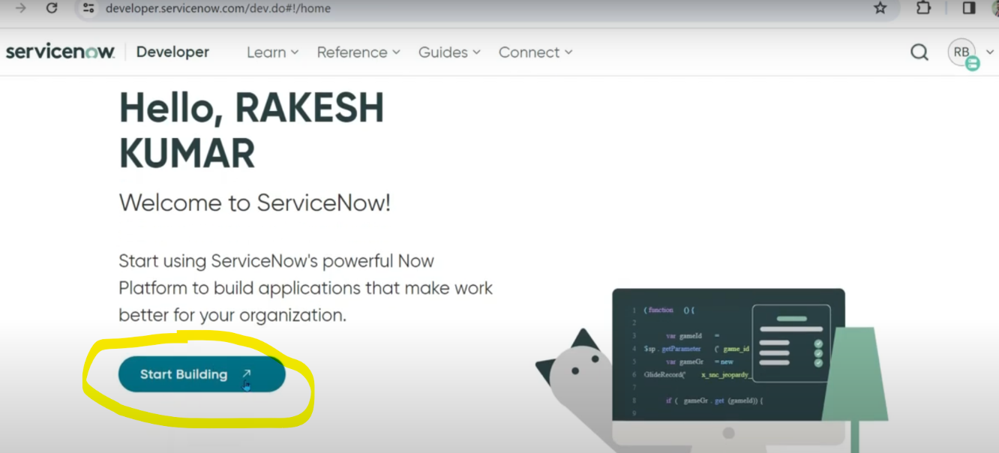 developer.servicenow.com/dev.do#!/home
servicenow. Developer Learn Reference Guides Connect RB
Hello, RAKESH
KUMAR
Welcome to ServiceNow!
Start using ServiceNow's powerful Now
Platform to build applications that make work
better for your organization.
Start Building
1 (function () {
2
3 var gameId =
4 $sp . getParameter (" game_id
5 var gameGr = new
6 GlideRecord(" x_snc_jeopardy_
7
8 if ( gameGr . get (gameId)) {